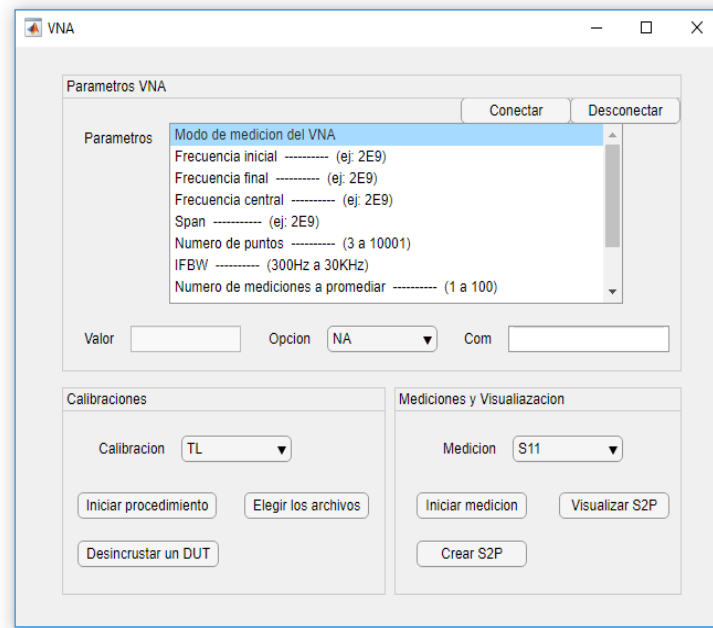 VNA
Parametros VNA
Conectar Desconectar
Parametros
Modo de medicion del VNA
Frecuencia inicial ---------- (ej: 2E9)
Frecuencia final ---------- (ej: 2E9)
Frecuencia central ---------- (ej: 2E9)
Span ----------- (ej: 2E9)
Numero de puntos ---------- (3 a 10001)
IFBW ---------- (300Hz a 30KHz)
Numero de mediciones a promediar ---------- (1 a 100)
Valor Opcion NA Com
Calibraciones
Calibracion TL
Iniciar procedimiento Elegir los archivos
Desincrustar un DUT
Mediciones y Visualiazacion
Medicion S11
Iniciar medicion Visualizar S2P
Crear S2P